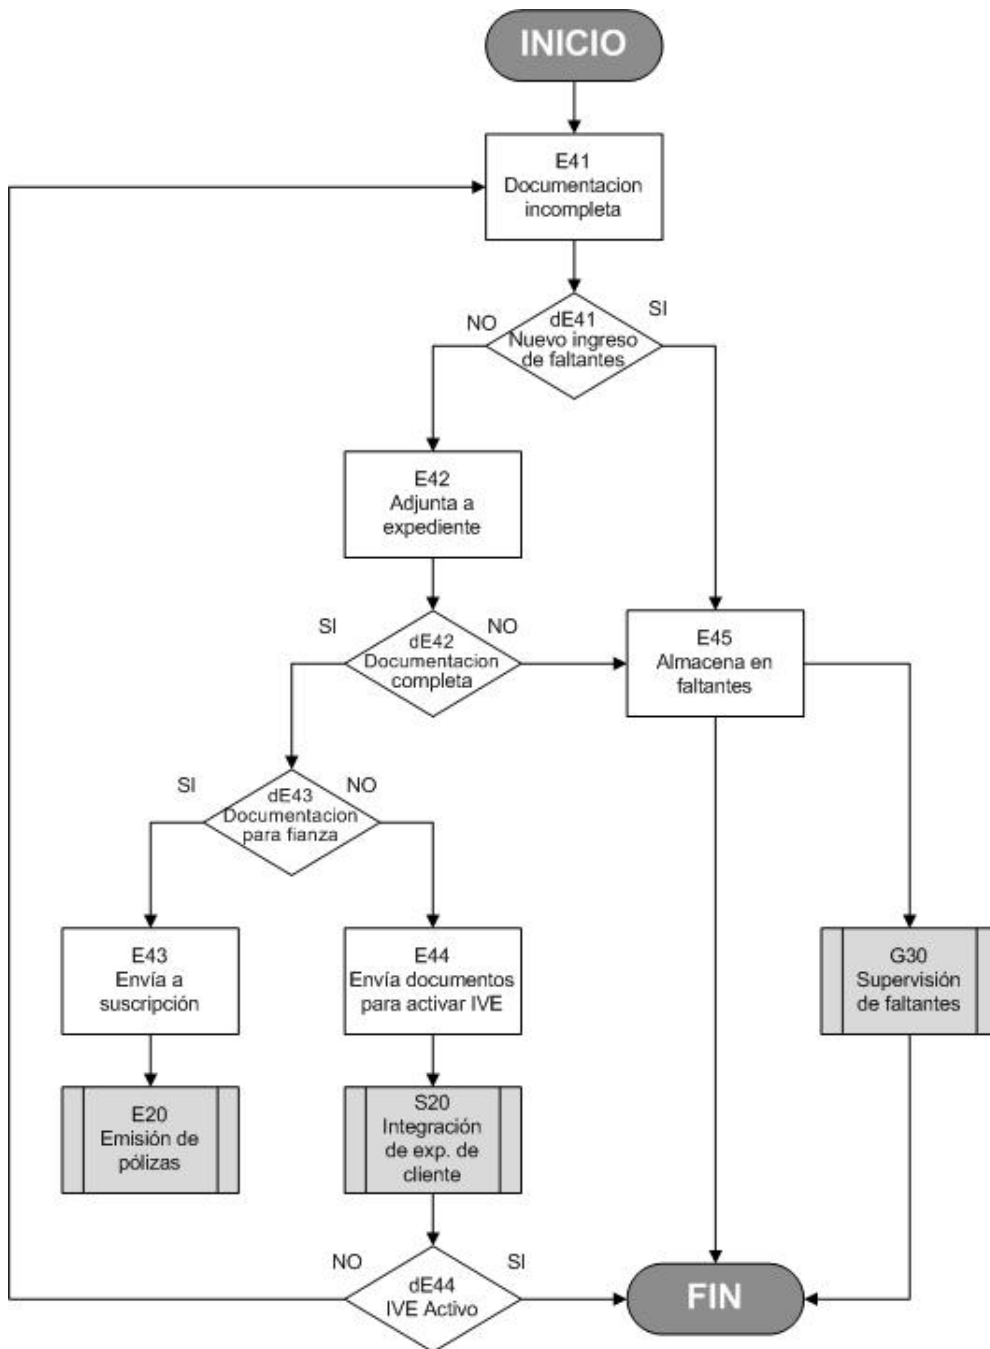 INICIO
E41
Documentacion
incompleta
NO
SI
dE41
Nuevo ingreso
de faltantes
E42
Adjunta a
expediente
SI
NO
dE42
Documentacion
completa
E45
Almacena en
faltantes
SI
NO
dE43
Documentacion
para fianza
E43
Envía a
suscripción
E44
Envía documentos
para activar IVE
G30
Supervisión
de faltantes
E20
Emisión de
pólizas
S20
Integración
de exp. de
cliente
NO
SI
dE44
IVE Activo
FIN